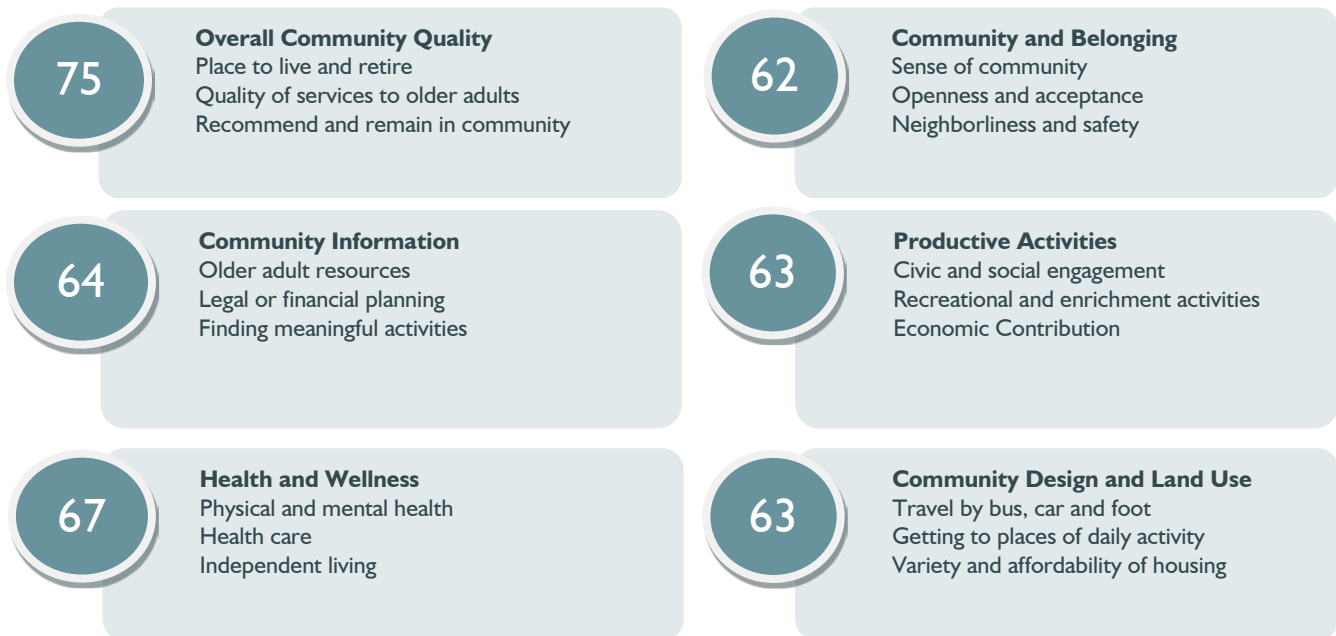 75
Overall Community Quality
Place to live and retire
Quality of services to older adults
Recommend and remain in community
62
Community and Belonging
Sense of community
Openness and acceptance
Neighborliness and safety
64
Community Information
Older adult resources
Legal or financial planning
Finding meaningful activities
63
Productive Activities
Civic and social engagement
Recreational and enrichment activities
Economic Contribution
67
Health and Wellness
Physical and mental health
Health care
Independent living
63
Community Design and Land Use
Travel by bus, car and foot
Getting to places of daily activity
Variety and affordability of housing